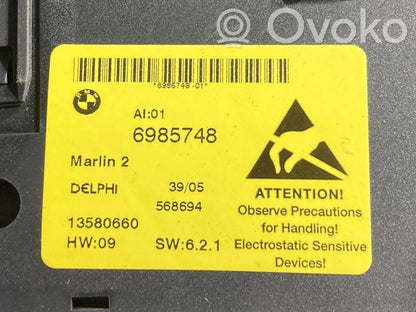 Ovoko
*6985748-01*
BMW
AI:01
6985748
Marlin 2
DELPHI 39/05
568694
13580660
HW:09 SW:6.2.1
ATTENTION!
Observe Precautions
for Handling!
Electrostatic Sensitive
Devices!